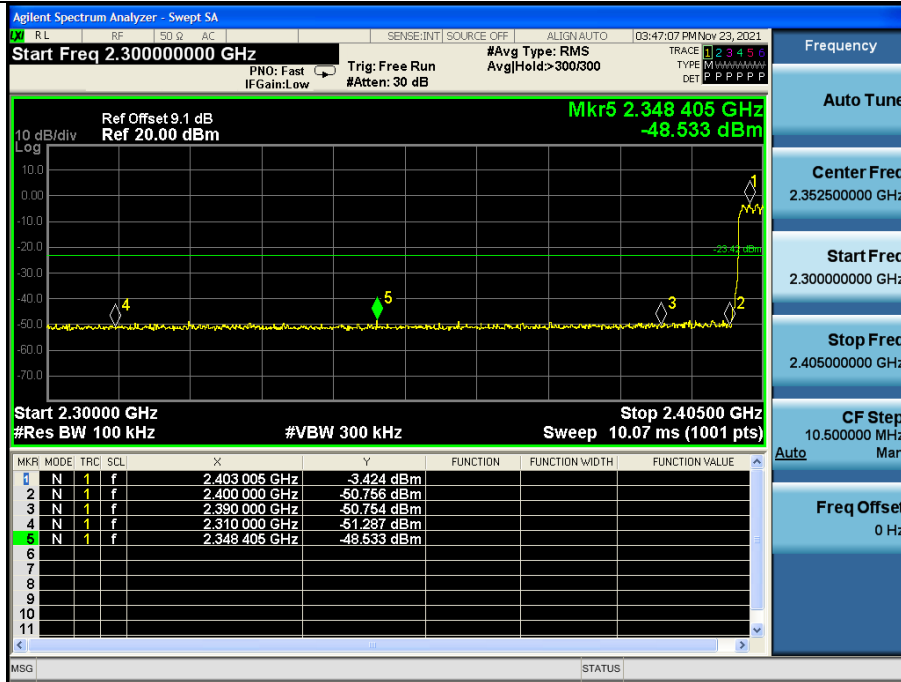 Agilent Spectrum Analyzer - Swept SA
LXI RL RF 50 Ω AC SENSE:INT SOURCE OFF ALIGN AUTO 03:47:07 PM Nov 23, 2021
Start Freq 2.300000000 GHz
PNO: Fast
IFGain:Low
Trig: Free Run
#Atten: 30 dB
#Avg Type: RMS
Avg|Hold:>300/300
TRACE 1 2 3 4 5 6
TYPE M WWWWW
DET P P P P P P
Mkr5 2.348 405 GHz
-48.533 dBm
Ref Offset 9.1 dB
10 dB/div Ref 20.00 dBm
Log
10.0
0.00
-10.0
-20.0
-30.0
-40.0
-50.0
-60.0
-70.0
1
-23.42 dBm
4
5
3
2
Start 2.30000 GHz Stop 2.40500 GHz
#Res BW 100 kHz #VBW 300 kHz Sweep 10.07 ms (1001 pts)
MKR MODE TRC SCL X Y FUNCTION FUNCTION WIDTH FUNCTION VALUE
1 N 1 f 2.403 005 GHz -3.424 dBm
2 N 1 f 2.400 000 GHz -50.756 dBm
3 N 1 f 2.390 000 GHz -50.754 dBm
4 N 1 f 2.310 000 GHz -51.287 dBm
5 N 1 f 2.348 405 GHz -48.533 dBm
6
7
8
9
10
11
MSG STATUS
Frequency
Auto Tune
Center Freq
2.352500000 GHz
Start Freq
2.300000000 GHz
Stop Freq
2.405000000 GHz
CF Step
10.500000 MHz
Auto Man
Freq Offset
0 Hz